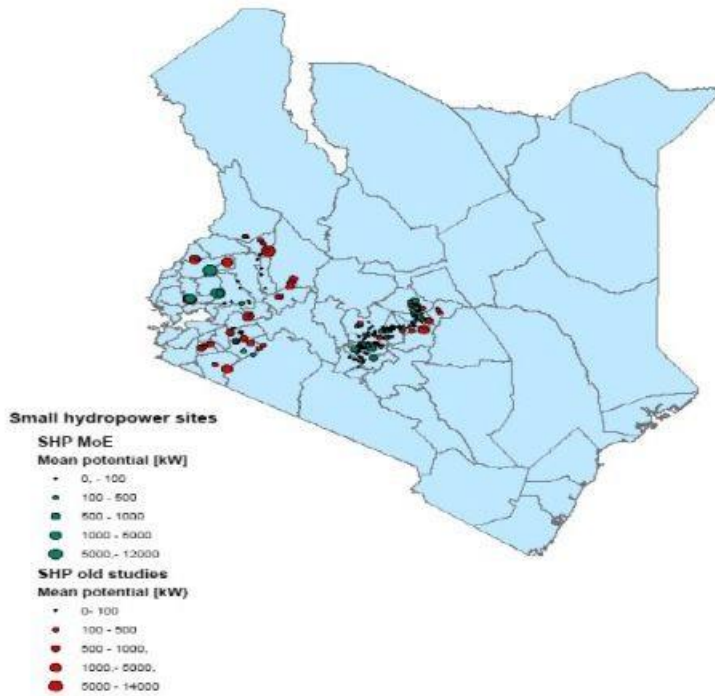 Small hydropower sites
SHP MoE
Mean potential [kW]
0, - 100
100 - 500
500 - 1000
1000 - 5000
5000,- 12000
SHP old studies
Mean potential [kW)
0- 100
100 - 500
500 - 1000,
1000,- 5000,
5000 - 14000